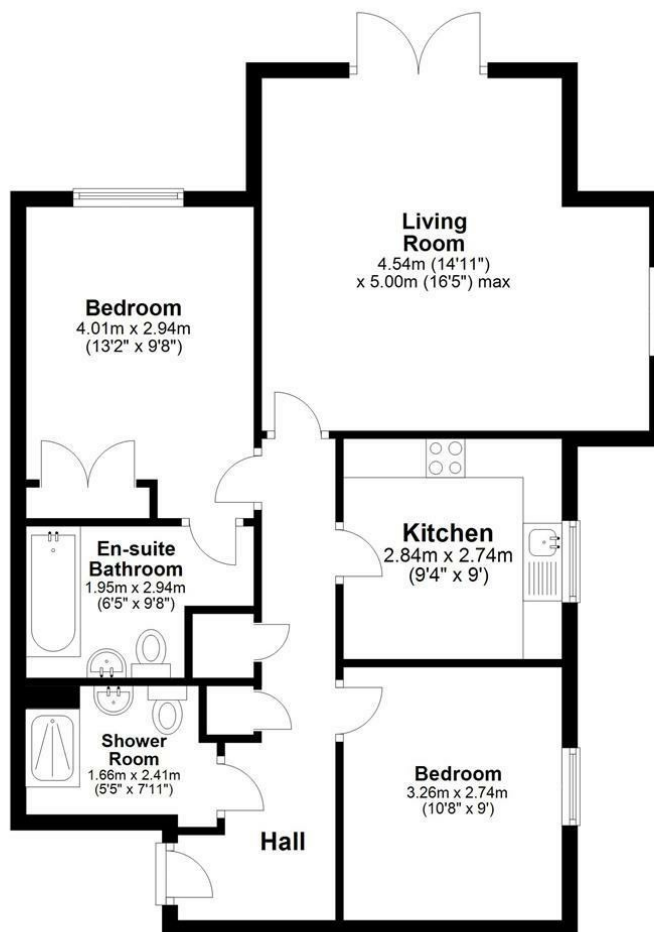 Living
Room
4.54m (14'11")
x 5.00m (16'5") max
Bedroom
4.01m x 2.94m
(13'2" x 9'8")
Kitchen
2.84m x 2.74m
(9'4" x 9')
En-suite
Bathroom
1.95m x 2.94m
(6'5" x 9'8")
Shower
Room
1.66m x 2.41m
(5'5" x 7'11")
Bedroom
3.26m x 2.74m
(10'8" x 9')
Hall